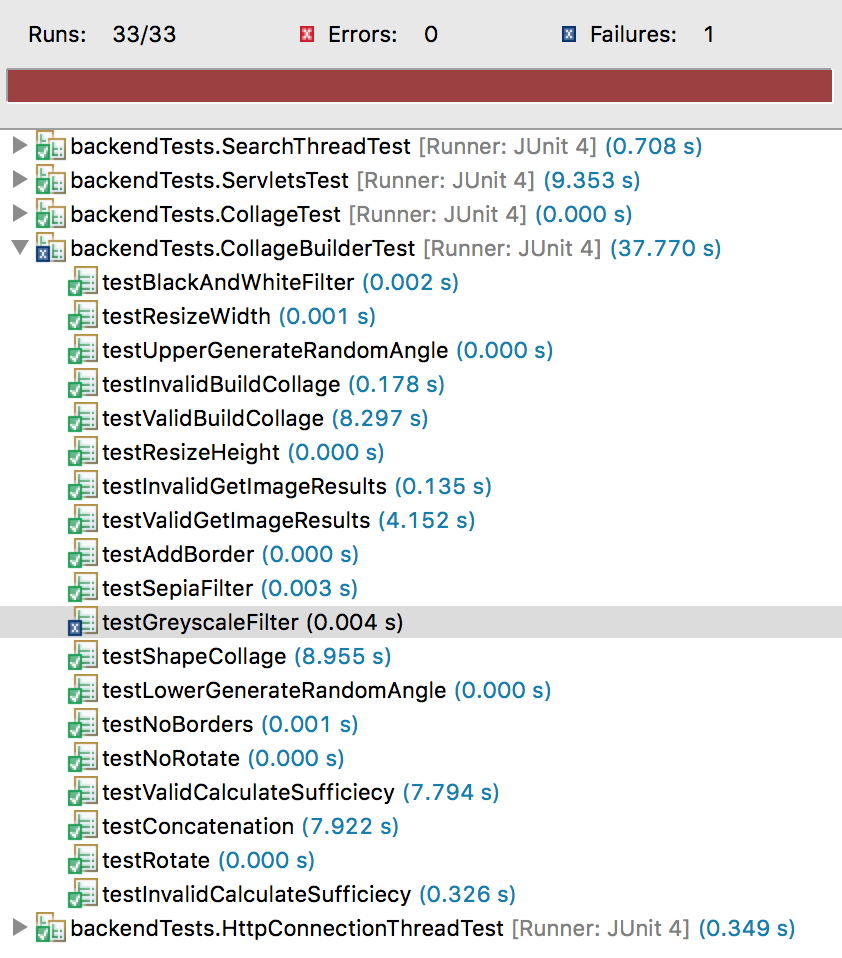 Runs: 33/33 Errors: 0 Failures: 1
backendTests.SearchThreadTest [Runner: JUnit 4] (0.708 s)
backendTests.ServletsTest [Runner: JUnit 4] (9.353 s)
backendTests.CollageTest [Runner: JUnit 4] (0.000 s)
backendTests.CollageBuilderTest [Runner: JUnit 4] (37.770 s)
testBlackAndWhiteFilter (0.002 s)
testResizeWidth (0.001 s)
testUpperGenerateRandomAngle (0.000 s)
testInvalidBuildCollage (0.178 s)
testValidBuildCollage (8.297 s)
testResizeHeight (0.000 s)
testInvalidGetImageResults (0.135 s)
testValidGetImageResults (4.152 s)
testAddBorder (0.000 s)
testSepiaFilter (0.003 s)
testGreyscaleFilter (0.004 s)
testShapeCollage (8.955 s)
testLowerGenerateRandomAngle (0.000 s)
testNoBorders (0.001 s)
testNoRotate (0.000 s)
testValidCalculateSufficiecy (7.794 s)
testConcatenation (7.922 s)
testRotate (0.000 s)
testInvalidCalculateSufficiecy (0.326 s)
backendTests.HttpConnectionThreadTest [Runner: JUnit 4] (0.349 s)